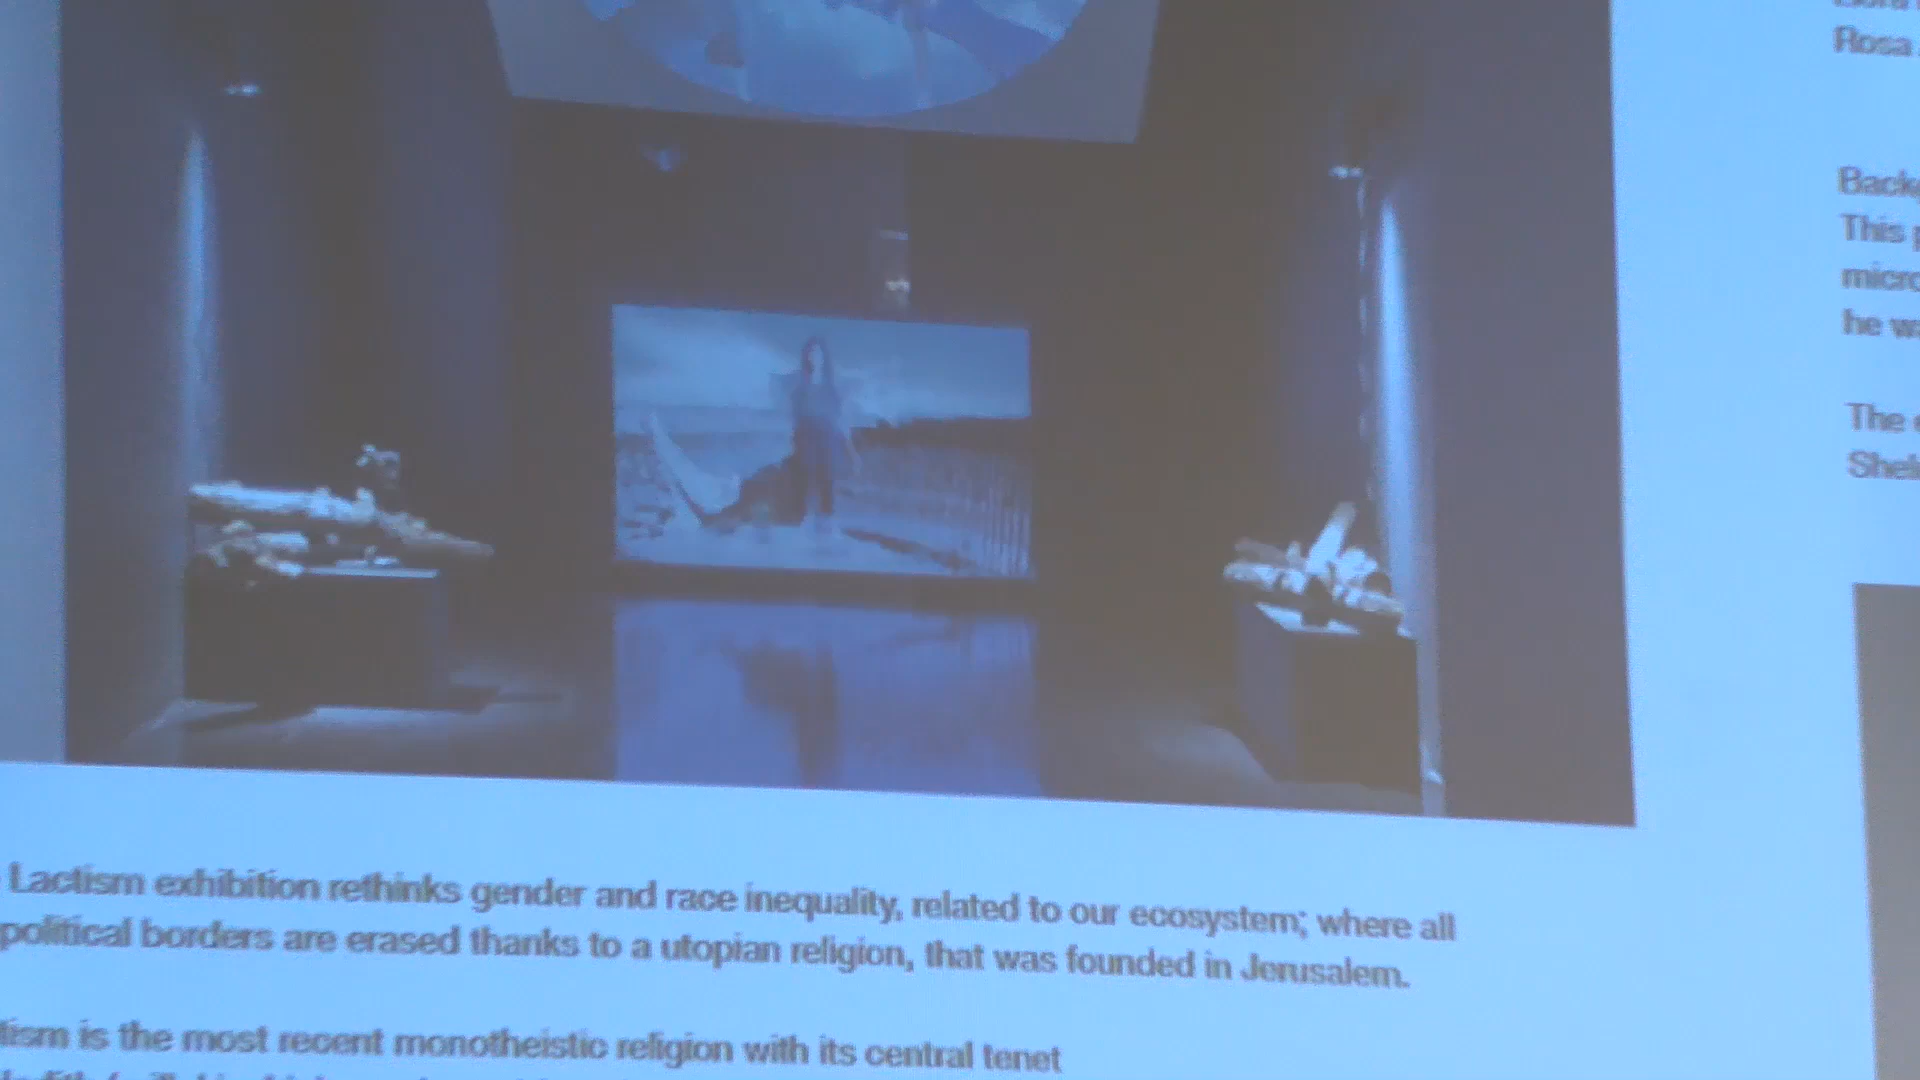 Lactism exhibition rethinks gender and race inequality, related to our ecosystem; where all
political borders are erased thanks to a utopian religion, that was founded in Jerusalem.
tism is the most recent monotheistic religion with its central tenet
Rosa
Back
This
micro
he w
The
Shel